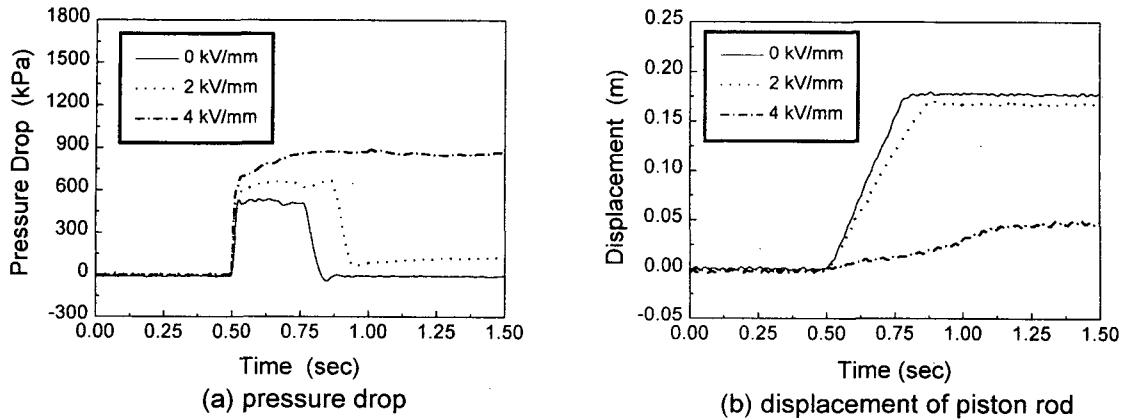 1800
1500
1200
900
600
300
0
-300
Pressure Drop (kPa)
0 kV/mm
2 kV/mm
4 kV/mm
0.00 0.25 0.50 0.75 1.00 1.25 1.50
Time (sec)
(a) pressure drop
0.25
0.20
0.15
0.10
0.05
0.00
-0.05
Displacement (m)
0 kV/mm
2 kV/mm
4 kV/mm
0.00 0.25 0.50 0.75 1.00 1.25 1.50
Time (sec)
(b) displacement of piston rod